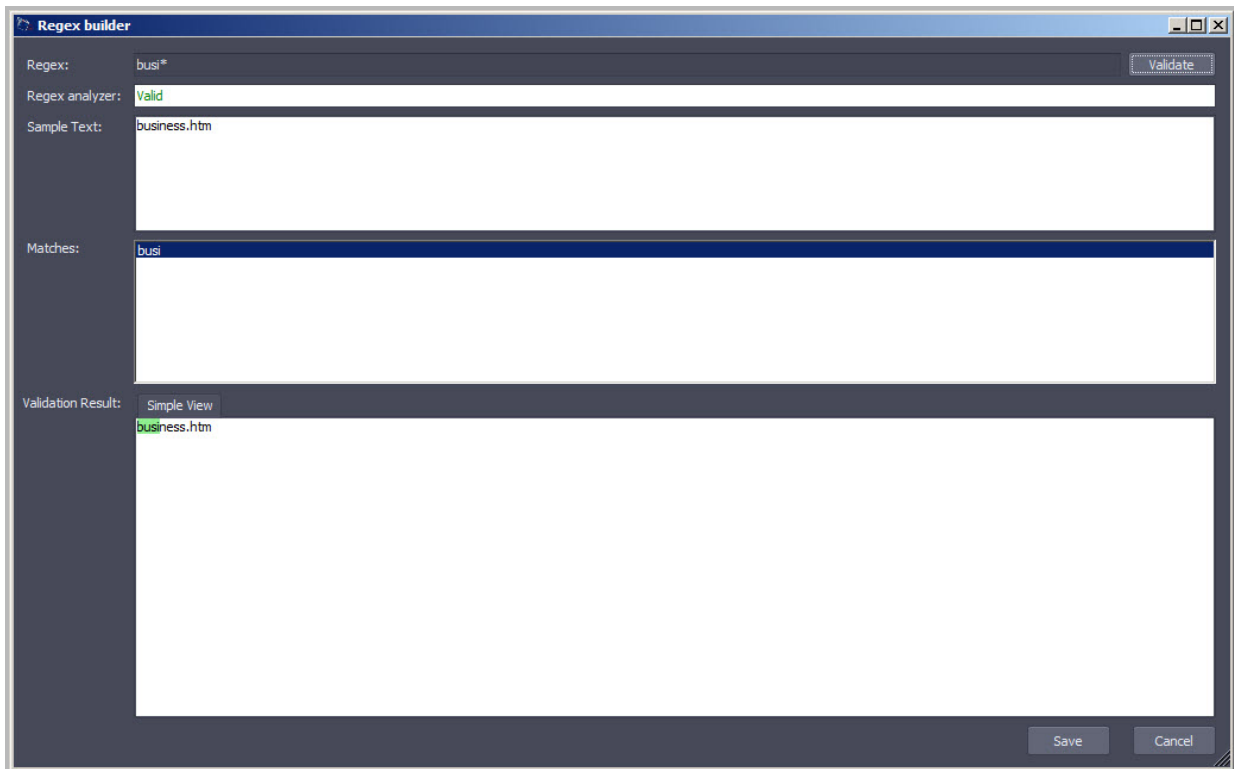 Regex builder
Regex: busi* Validate
Regex analyzer: Valid
Sample Text: business.htm
Matches: busi
Validation Result: Simple View
business.htm
Save Cancel